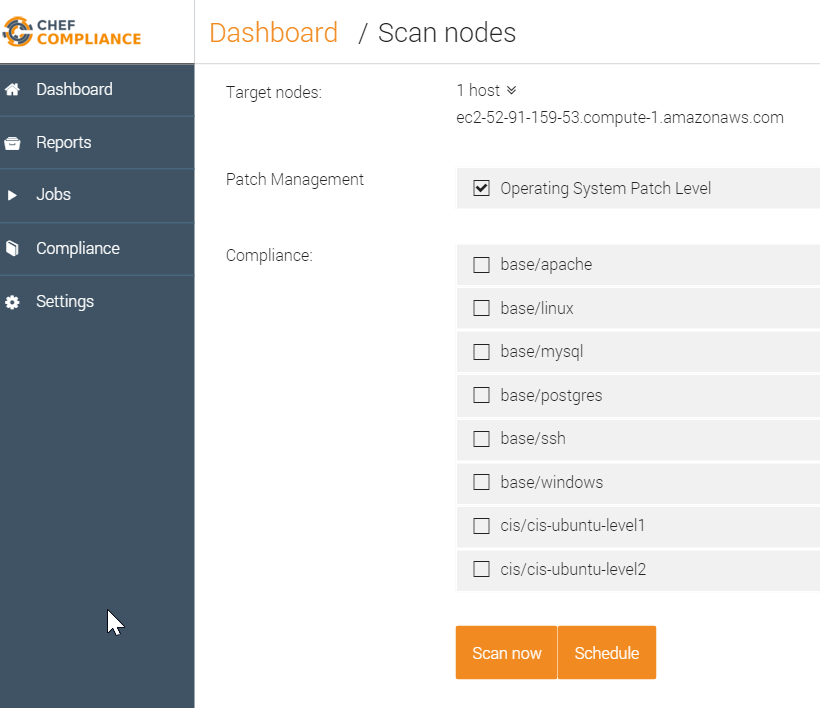 CHEF
COMPLIANCE
Dashboard / Scan nodes
Dashboard
Reports
Jobs
Compliance
Settings
Target nodes:
1 host
ec2-52-91-159-53.compute-1.amazonaws.com
Patch Management
Operating System Patch Level
Compliance:
base/apache
base/linux
base/mysql
base/postgres
base/ssh
base/windows
cis/cis-ubuntu-level1
cis/cis-ubuntu-level2
Scan now
Schedule